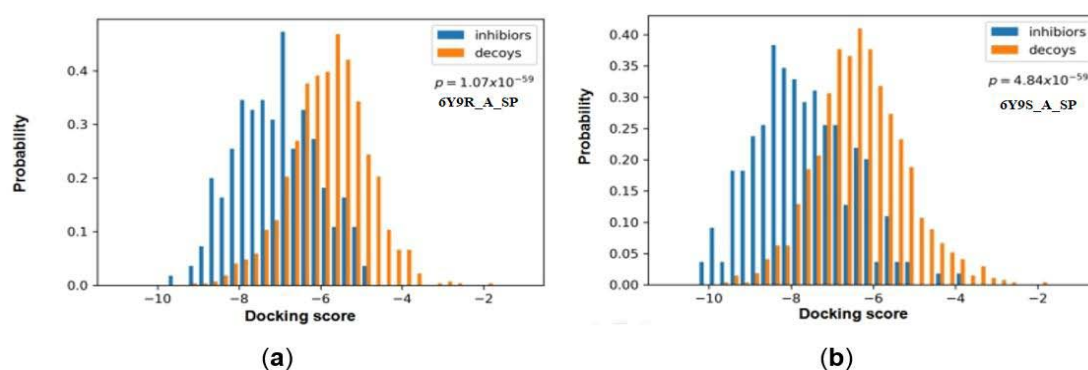 inhibiors
decoys
p = 1.07x10⁻⁵⁹
6Y9R_A_SP
Probability
0.4
0.3
0.2
0.1
0.0
−10 −8 −6 −4 −2
Docking score
(a)
inhibiors
decoys
p = 4.84x10⁻⁵⁹
6Y9S_A_SP
Probability
0.40
0.35
0.30
0.25
0.20
0.15
0.10
0.05
0.00
−10 −8 −6 −4 −2
Docking score
(b)